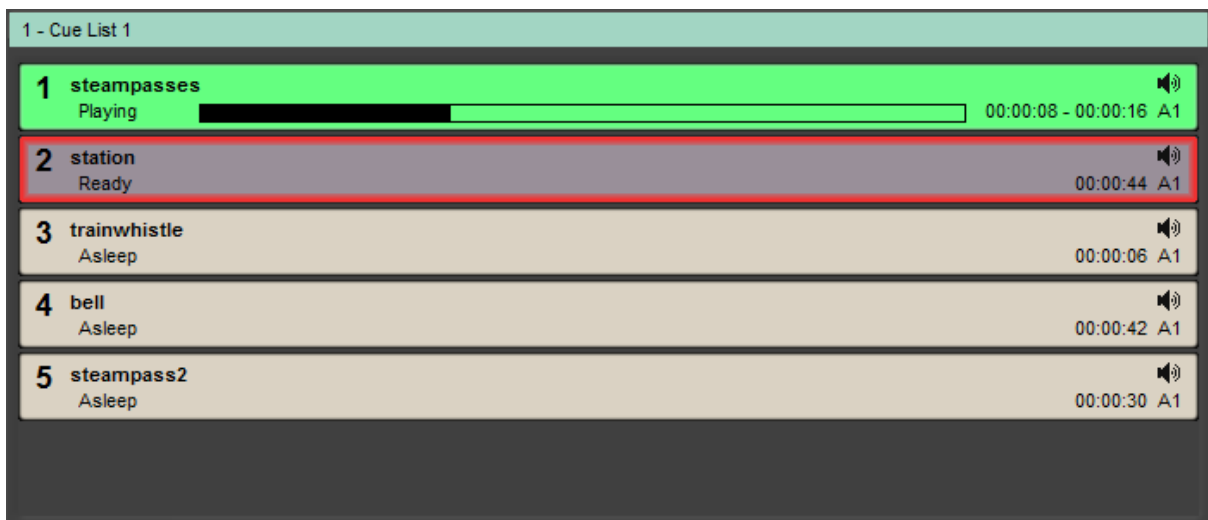 1 - Cue List 1
1 steampasses
Playing 00:00:08 - 00:00:16 A1
2 station
Ready 00:00:44 A1
3 trainwhistle
Asleep 00:00:06 A1
4 bell
Asleep 00:00:42 A1
5 steampass2
Asleep 00:00:30 A1